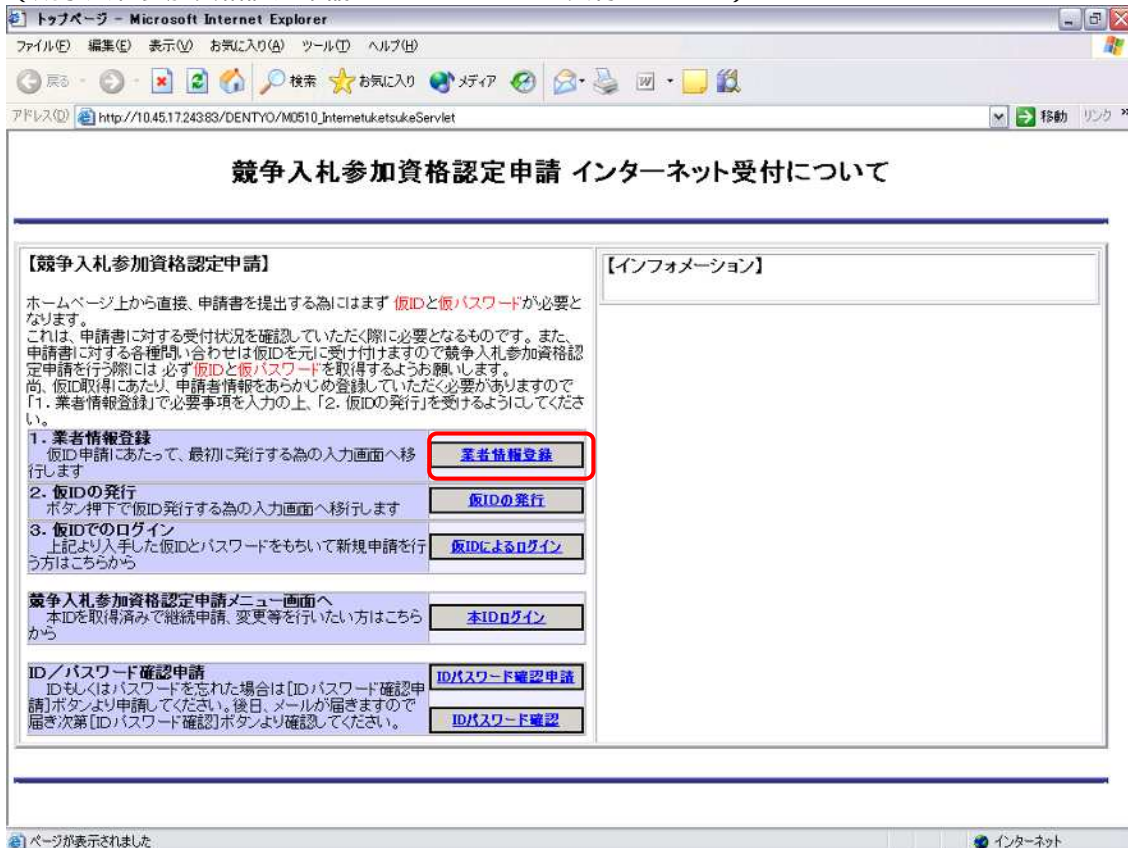 トップページ - Microsoft Internet Explorer
ファイル(F) 編集(E) 表示(V) お気に入り(A) ツール(T) ヘルプ(H)
戻る 検索 お気に入り メディア
アドレス(D) http://10.45.17.243:83/DENTYO/M0510_InternetuketsukeServlet 移動 リンク »
競争入札参加資格認定申請 インターネット受付について
【競争入札参加資格認定申請】
ホームページ上から直接、申請書を提出する為にはまず 仮IDと仮パスワードが必要と
なります。
これは、申請書に対する受付状況を確認していただく際に必要となるものです。また、
申請書に対する各種問い合わせは仮IDを元に受け付けますので競争入札参加資格認
定申請を行う際には 必ず仮IDと仮パスワードを取得するようお願いします。
尚、仮ID取得にあたり、申請者情報をあらかじめ登録していただく必要がありますので
「1．業者情報登録」で必要事項を入力の上、「2．仮IDの発行」を受けるようにしてくださ
い。
1．業者情報登録
仮ID申請にあたって、最初に発行する為の入力画面へ移
行します
業者情報登録
2．仮IDの発行
ボタン押下で仮ID発行する為の入力画面へ移行します
仮IDの発行
3．仮IDでのログイン
上記より入手した仮IDとパスワードをもちいて新規申請を行
う方はこちらから
仮IDによるログイン
競争入札参加資格認定申請メニュー画面へ
本IDを取得済みで継続申請、変更等を行いたい方はこちら
から
本IDログイン
ID／パスワード確認申請
IDもしくはパスワードを忘れた場合は[IDパスワード確認申
請]ボタンより申請してください。後日、メールが届きますので
届き次第[IDパスワード確認]ボタンより確認してください。
IDパスワード確認申請
IDパスワード確認
【インフォメーション】
ページが表示されました インターネット